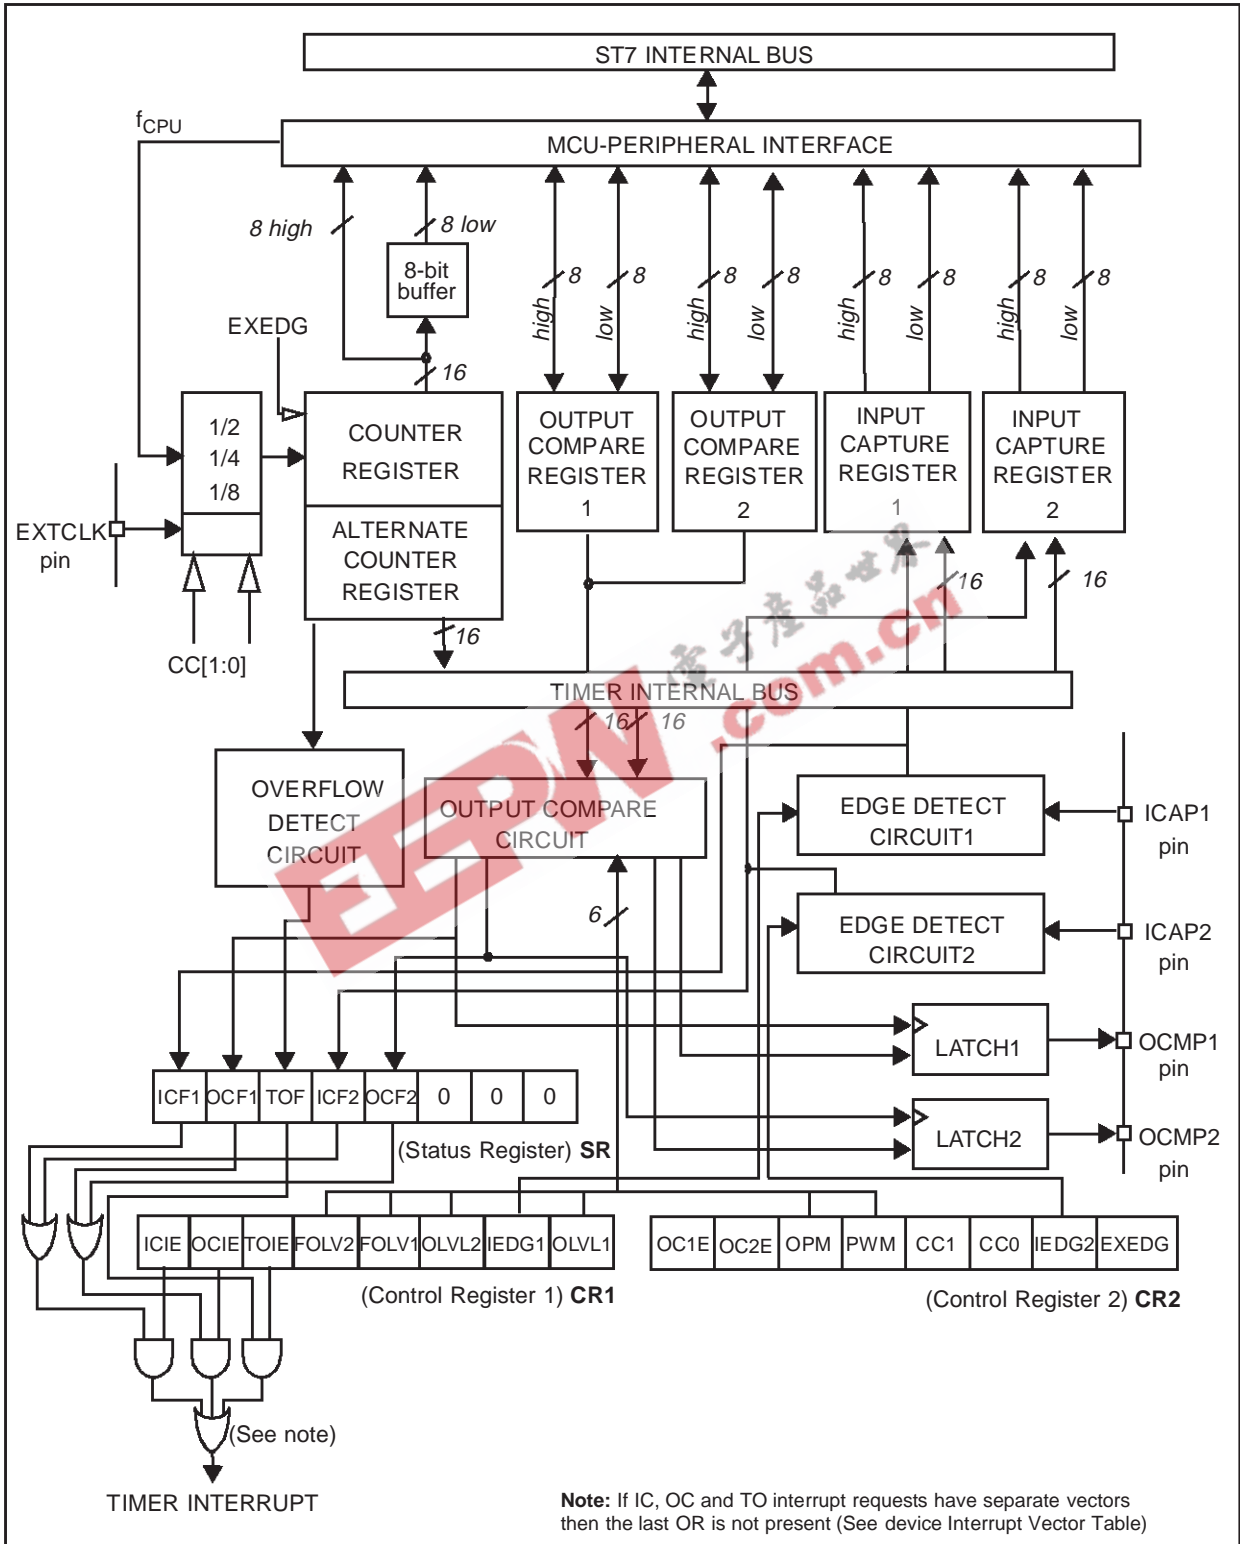 ST7 INTERNAL BUS
fCPU
MCU-PERIPHERAL INTERFACE
8 high
8 low
8-bit
buffer
8
8
8
8
8
8
8
8
high
low
high
low
high
low
high
low
EXEDG
16
1/2
1/4
1/8
COUNTER
REGISTER
OUTPUT
COMPARE
REGISTER
1
OUTPUT
COMPARE
REGISTER
2
INPUT
CAPTURE
REGISTER
1
INPUT
CAPTURE
REGISTER
2
EXTCLK
pin
ALTERNATE
COUNTER
REGISTER
16
16
16
CC[1:0]
電子產品世界
.com.cn
EEPW
TIMER INTERNAL BUS
16
16
OVERFLOW
DETECT
CIRCUIT
OUTPUT COMPARE
CIRCUIT
EDGE DETECT
CIRCUIT1
ICAP1
pin
6
EDGE DETECT
CIRCUIT2
ICAP2
pin
LATCH1
OCMP1
pin
ICF1 OCF1 TOF ICF2 OCF2 0 0 0
(Status Register) SR
LATCH2
OCMP2
pin
ICIE OCIE TOIE FOLV2 FOLV1 OLVL2 IEDG1 OLVL1
(Control Register 1) CR1
OC1E OC2E OPM PWM CC1 CC0 IEDG2 EXEDG
(Control Register 2) CR2
(See note)
TIMER INTERRUPT
Note: If IC, OC and TO interrupt requests have separate vectors
then the last OR is not present (See device Interrupt Vector Table)